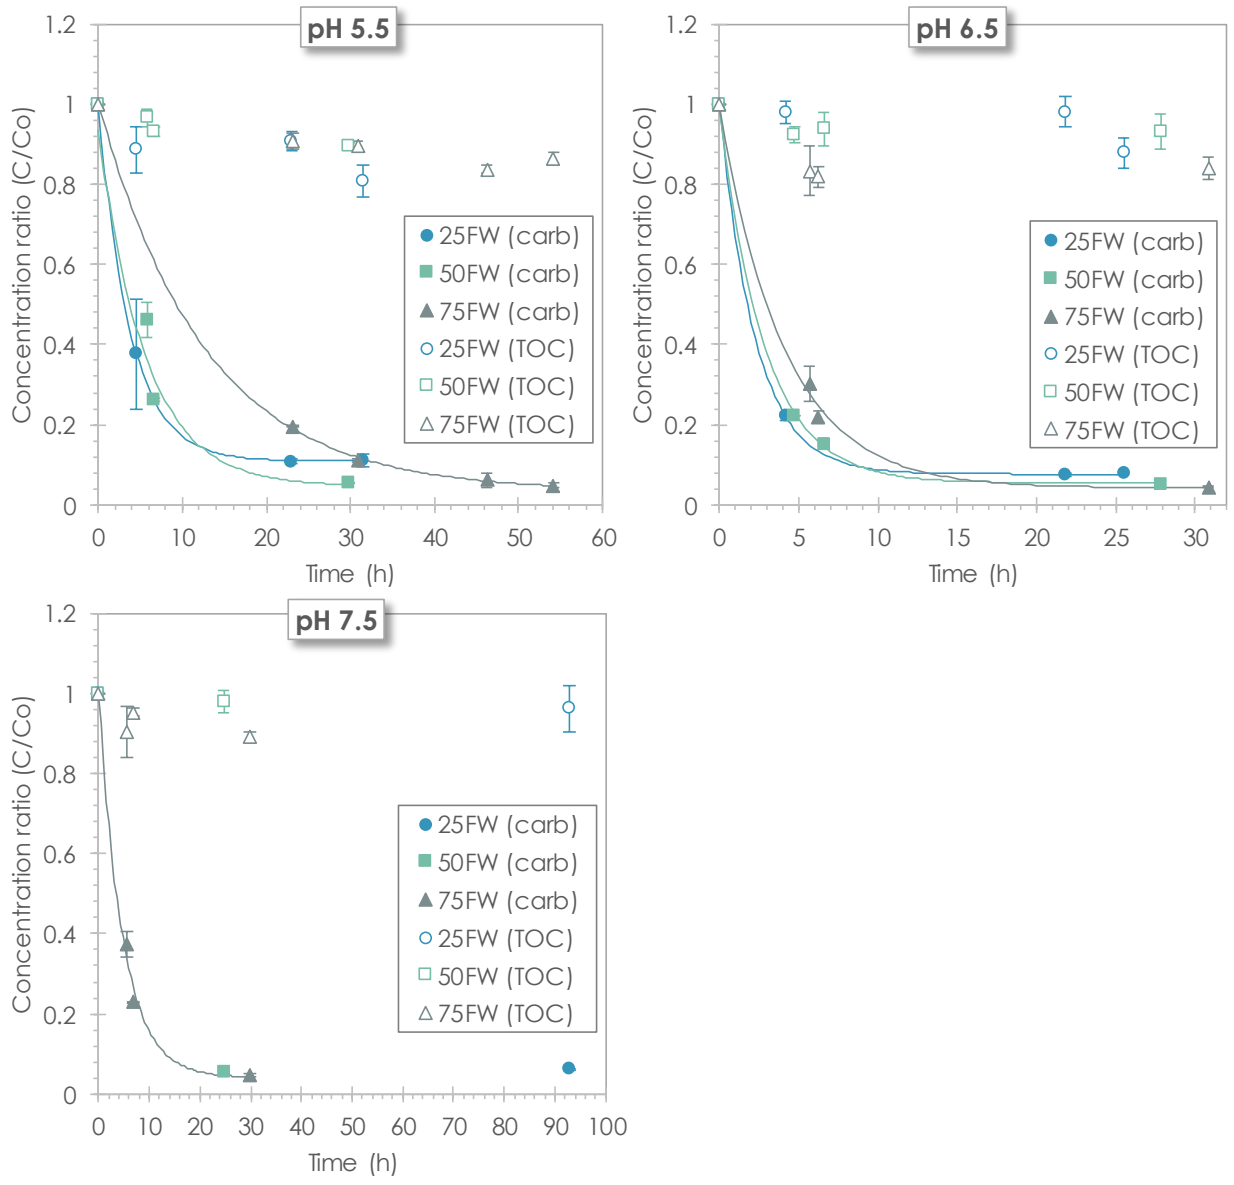 pH 5.5
Concentration ratio (C/Co)
1.2
1
0.8
0.6
0.4
0.2
0
25FW (carb)
50FW (carb)
75FW (carb)
25FW (TOC)
50FW (TOC)
75FW (TOC)
0 10 20 30 40 50 60
Time (h)
pH 6.5
Concentration ratio (C/Co)
1.2
1
0.8
0.6
0.4
0.2
0
25FW (carb)
50FW (carb)
75FW (carb)
25FW (TOC)
50FW (TOC)
75FW (TOC)
0 5 10 15 20 25 30
Time (h)
pH 7.5
Concentration ratio (C/Co)
1.2
1
0.8
0.6
0.4
0.2
0
25FW (carb)
50FW (carb)
75FW (carb)
25FW (TOC)
50FW (TOC)
75FW (TOC)
0 10 20 30 40 50 60 70 80 90 100
Time (h)